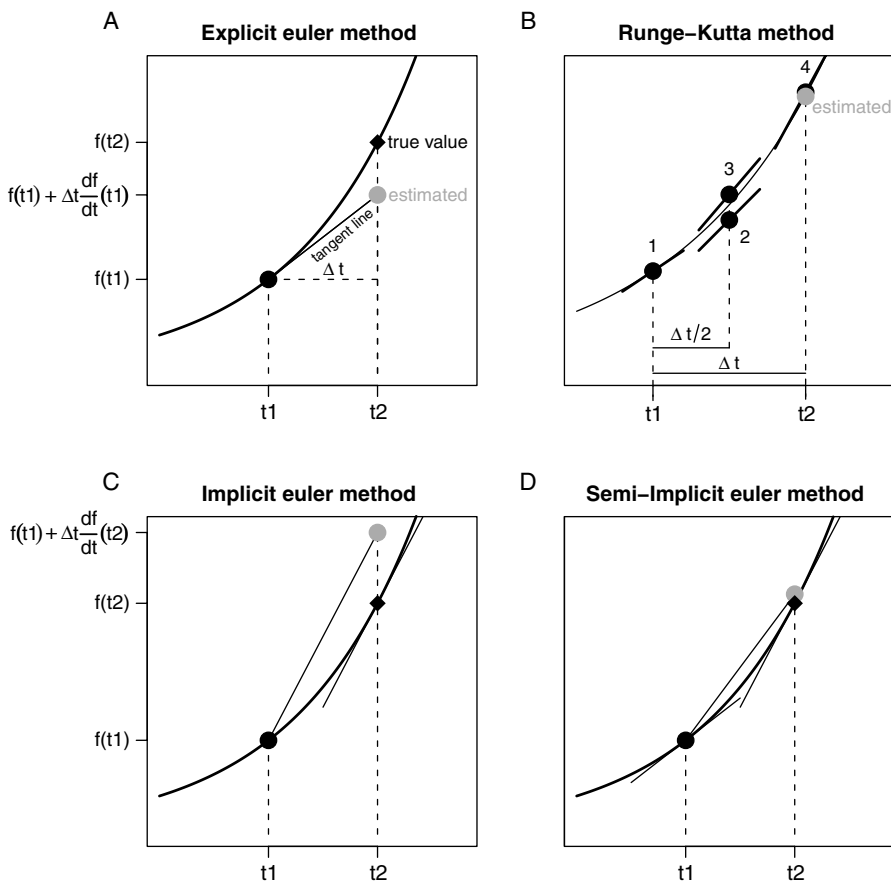 A
Explicit euler method
f(t2)
true value
f(t1) + Δt df/dt (t1)
estimated
tangent line
f(t1)
Δ t
t1
t2
B
Runge−Kutta method
4
estimated
3
2
1
Δ t/2
Δ t
t1
t2
C
Implicit euler method
f(t1) + Δt df/dt (t2)
f(t2)
f(t1)
t1
t2
D
Semi−Implicit euler method
t1
t2